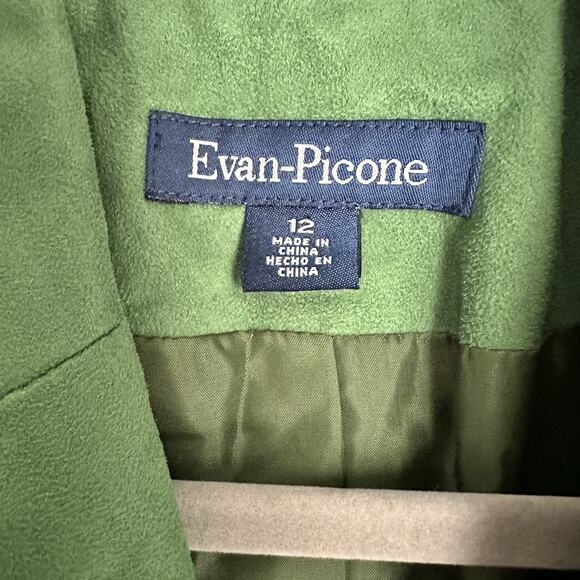 Evan-Picone
12
MADE IN
CHINA
HECHO EN
CHINA